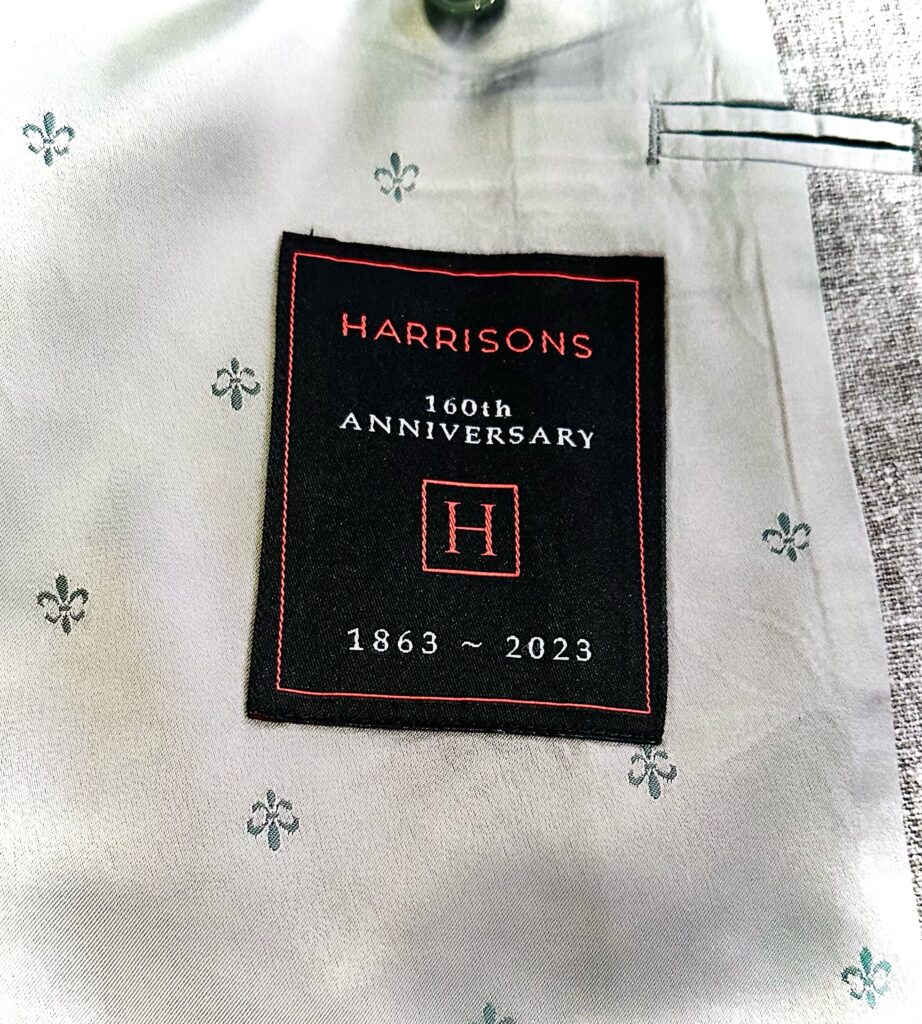 HARRISONS
160th
ANNIVERSARY
H
1863 ~ 2023